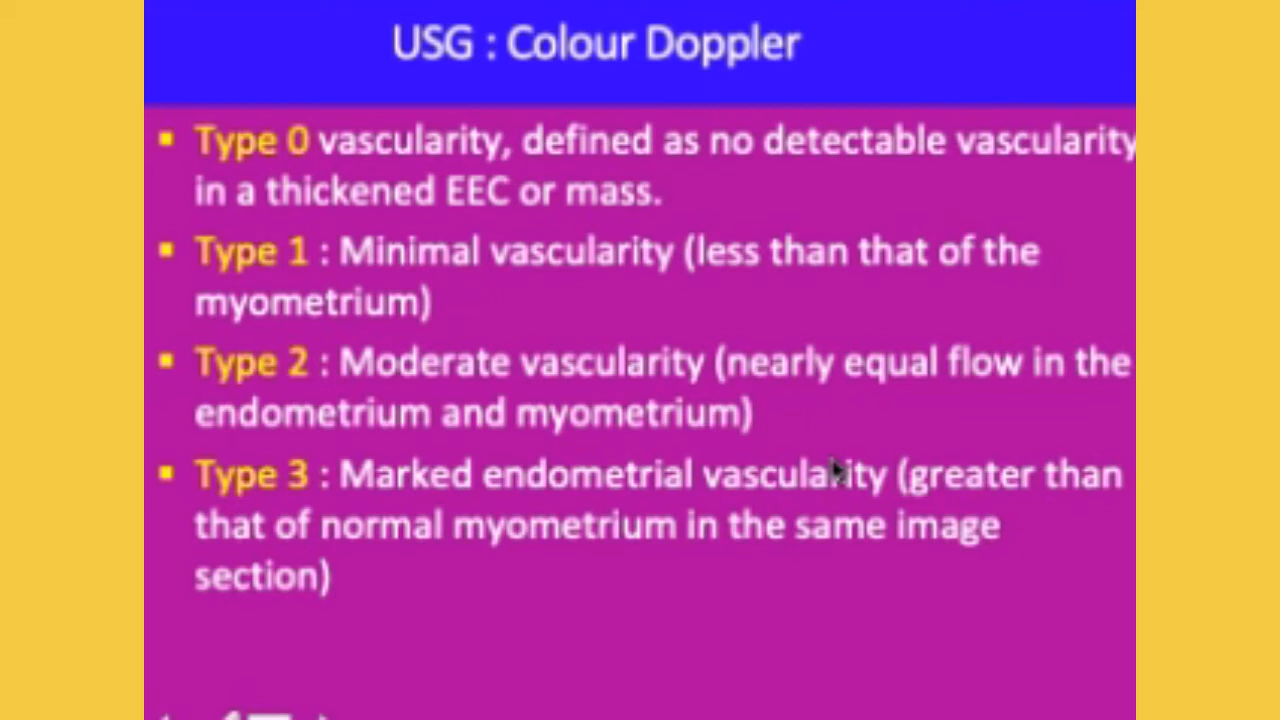 USG : Colour Doppler
▪ Type 0 vascularity, defined as no detectable vascularity
in a thickened EEC or mass.
▪ Type 1 : Minimal vascularity (less than that of the
myometrium)
▪ Type 2 : Moderate vascularity (nearly equal flow in the
endometrium and myometrium)
▪ Type 3 : Marked endometrial vascularity (greater than
that of normal myometrium in the same image
section)